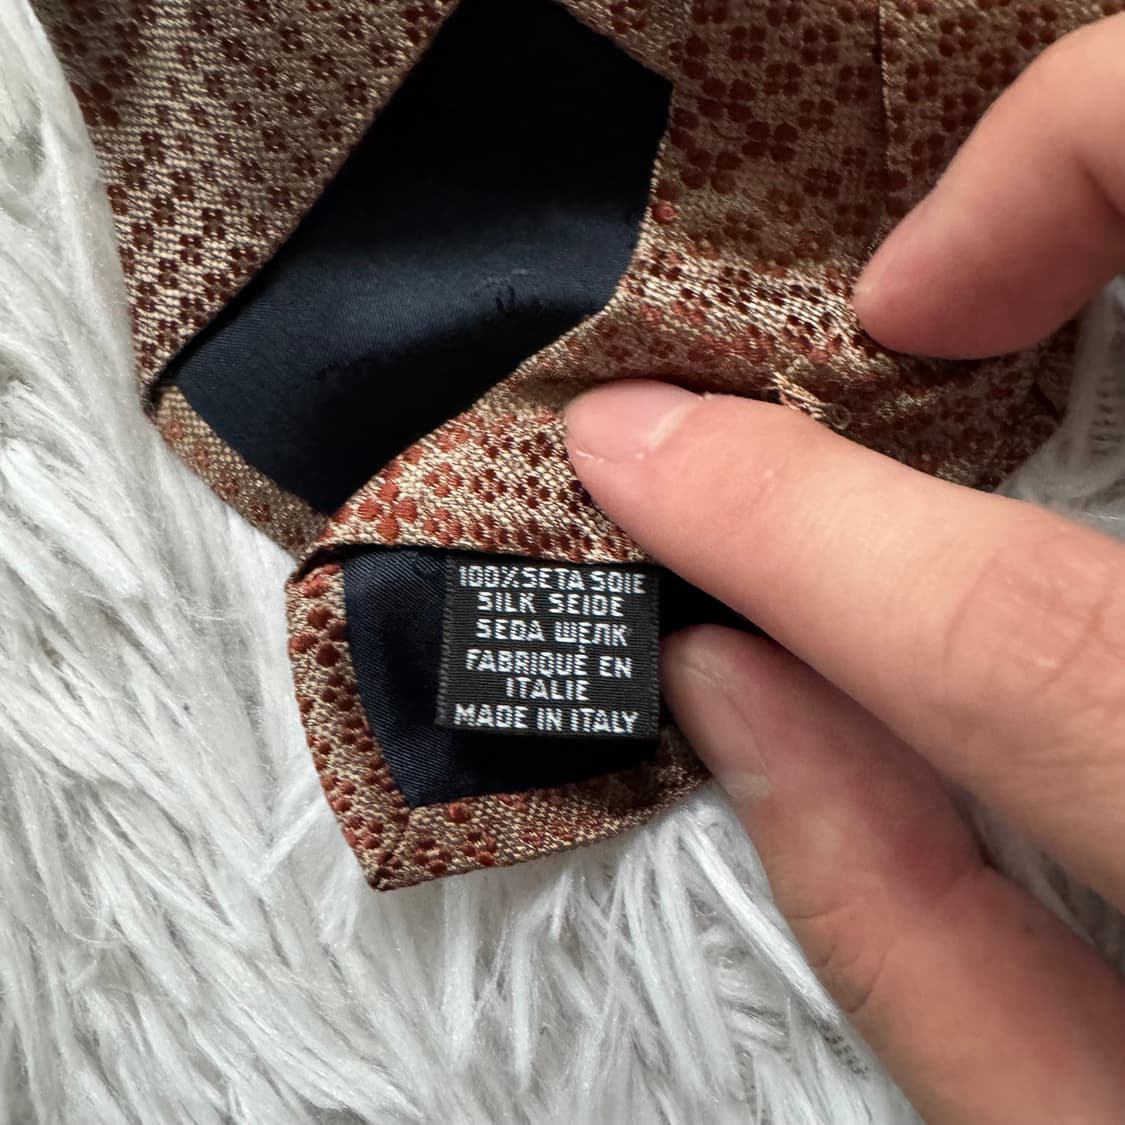 100% SETA SOIE
SILK SEIDE
SEDA ШЕЛК
FABRIQUÉ EN
ITALIE
MADE IN ITALY